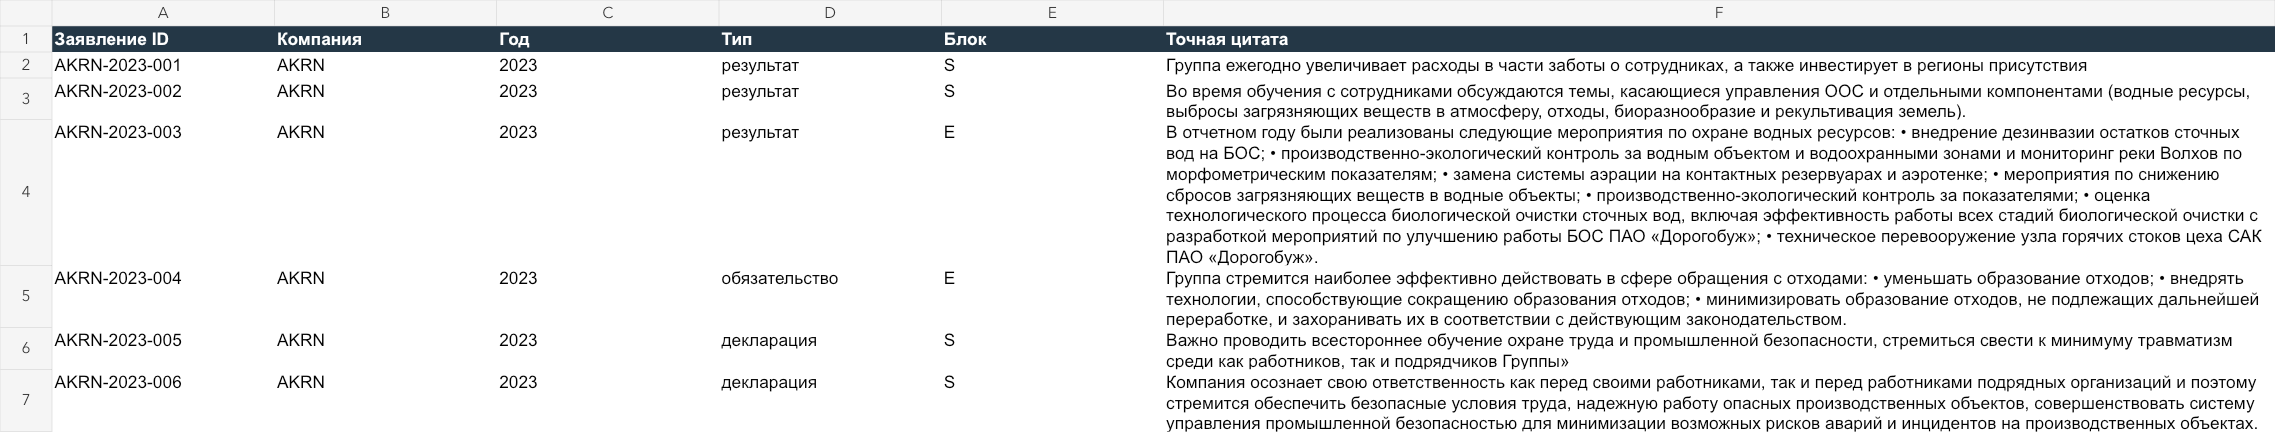 A B C D E F
1 Заявление ID Компания Год Тип Блок Точная цитата
2 AKRN-2023-001 AKRN 2023 результат S Группа ежегодно увеличивает расходы в части заботы о сотрудниках, а также инвестирует в регионы присутствия
3 AKRN-2023-002 AKRN 2023 результат S Во время обучения с сотрудниками обсуждаются темы, касающиеся управления ООС и отдельными компонентами (водные ресурсы,
выбросы загрязняющих веществ в атмосферу, отходы, биоразнообразие и рекультивация земель).
4 AKRN-2023-003 AKRN 2023 результат E В отчетном году были реализованы следующие мероприятия по охране водных ресурсов: • внедрение дезинвазии остатков сточных
вод на БОС; • производственно-экологический контроль за водным объектом и водоохранными зонами и мониторинг реки Волхов по
морфометрическим показателям; • замена системы аэрации на контактных резервуарах и аэротенке; • мероприятия по снижению
сбросов загрязняющих веществ в водные объекты; • производственно-экологический контроль за показателями; • оценка
технологического процесса биологической очистки сточных вод, включая эффективность работы всех стадий биологической очистки с
разработкой мероприятий по улучшению работы БОС ПАО «Дорогобуж»; • техническое перевооружение узла горячих стоков цеха САК
ПАО «Дорогобуж».
5 AKRN-2023-004 AKRN 2023 обязательство E Группа стремится наиболее эффективно действовать в сфере обращения с отходами: • уменьшать образование отходов; • внедрять
технологии, способствующие сокращению образования отходов; • минимизировать образование отходов, не подлежащих дальнейшей
переработке, и захоранивать их в соответствии с действующим законодательством.
6 AKRN-2023-005 AKRN 2023 декларация S Важно проводить всестороннее обучение охране труда и промышленной безопасности, стремиться свести к минимуму травматизм
среди как работников, так и подрядчиков Группы»
7 AKRN-2023-006 AKRN 2023 декларация S Компания осознает свою ответственность как перед своими работниками, так и перед работниками подрядных организаций и поэтому
стремится обеспечить безопасные условия труда, надежную работу опасных производственных объектов, совершенствовать систему
управления промышленной безопасностью для минимизации возможных рисков аварий и инцидентов на производственных объектах.